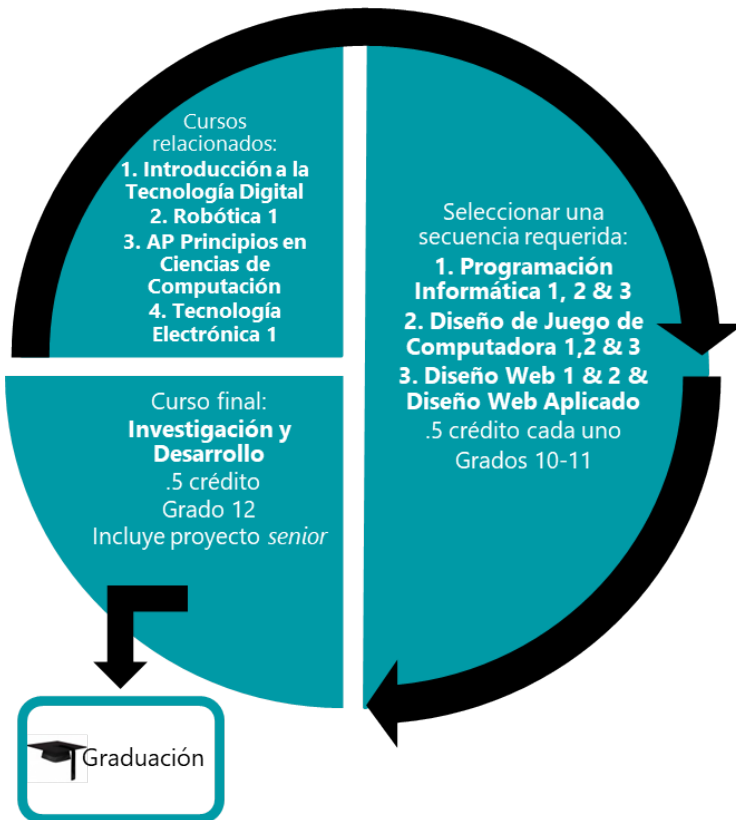 Cursos
relacionados:
1. Introducción a la
Tecnología Digital
2. Robótica 1
3. AP Principios en
Ciencias de
Computación
4. Tecnología
Electrónica 1
Seleccionar una
secuencia requerida:
1. Programación
Informática 1, 2 & 3
2. Diseño de Juego de
Computadora 1,2 & 3
3. Diseño Web 1 & 2 &
Diseño Web Aplicado
.5 crédito cada uno
Grados 10-11
Curso final:
Investigación y
Desarrollo
.5 crédito
Grado 12
Incluye proyecto senior
Graduación